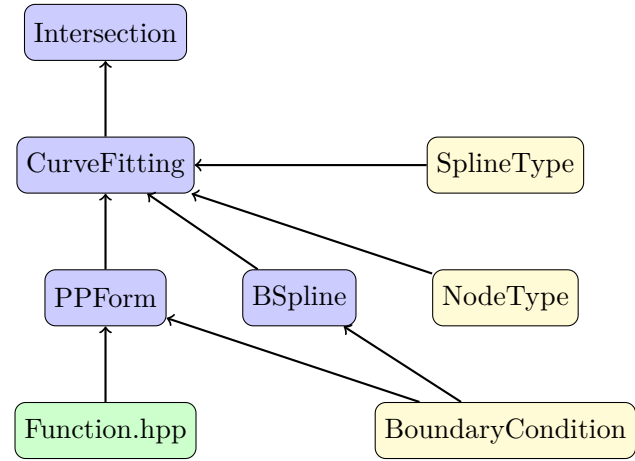 Intersection
CurveFitting
SplineType
PPForm
BSpline
NodeType
Function.hpp
BoundaryCondition